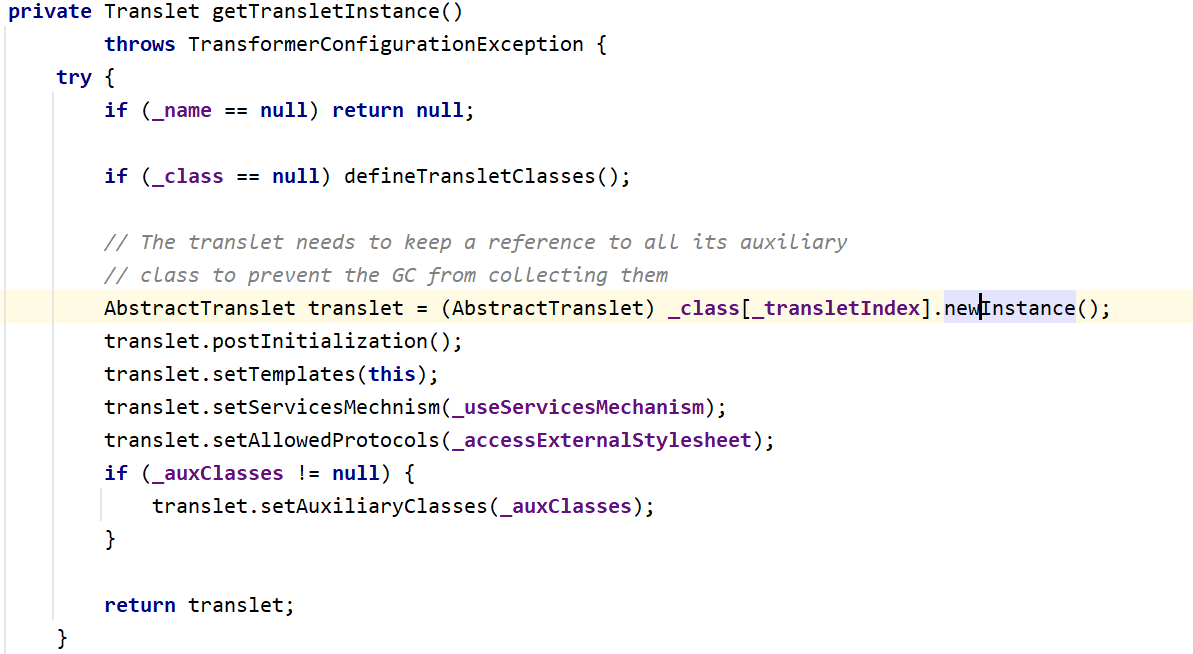 private Translet getTransletInstance()
throws TransformerConfigurationException {
try {
if (_name == null) return null;
if (_class == null) defineTransletClasses();
// The translet needs to keep a reference to all its auxiliary
// class to prevent the GC from collecting them
AbstractTranslet translet = (AbstractTranslet) _class[_transletIndex].newInstance();
translet.postInitialization();
translet.setTemplates(this);
translet.setServicesMechnism(_useServicesMechanism);
translet.setAllowedProtocols(_accessExternalStylesheet);
if (_auxClasses != null) {
translet.setAuxiliaryClasses(_auxClasses);
}
return translet;
}